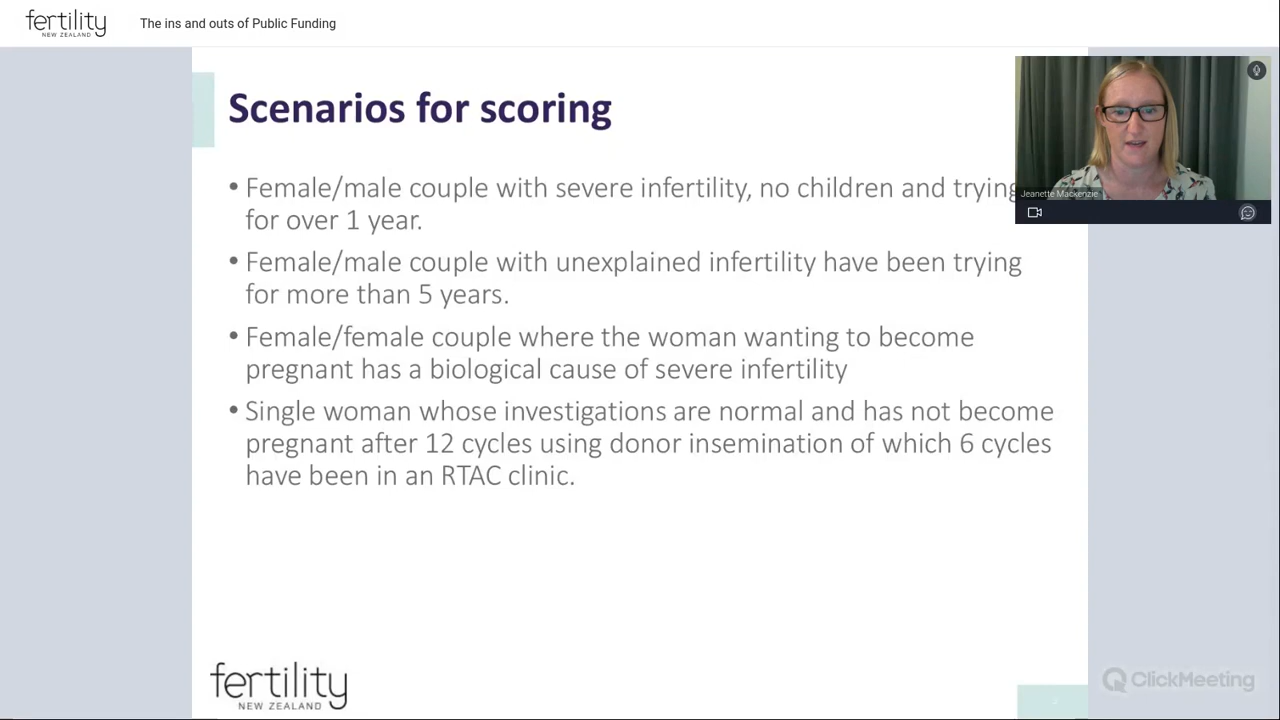 fertility
NEW ZEALAND
The ins and outs of Public Funding
Scenarios for scoring
Jeanette Mackenzie
• Female/male couple with severe infertility, no children and trying
for over 1 year.
• Female/male couple with unexplained infertility have been trying
for more than 5 years.
• Female/female couple where the woman wanting to become
pregnant has a biological cause of severe infertility
• Single woman whose investigations are normal and has not become
pregnant after 12 cycles using donor insemination of which 6 cycles
have been in an RTAC clinic.
fertility
NEW ZEALAND
ClickMeeting